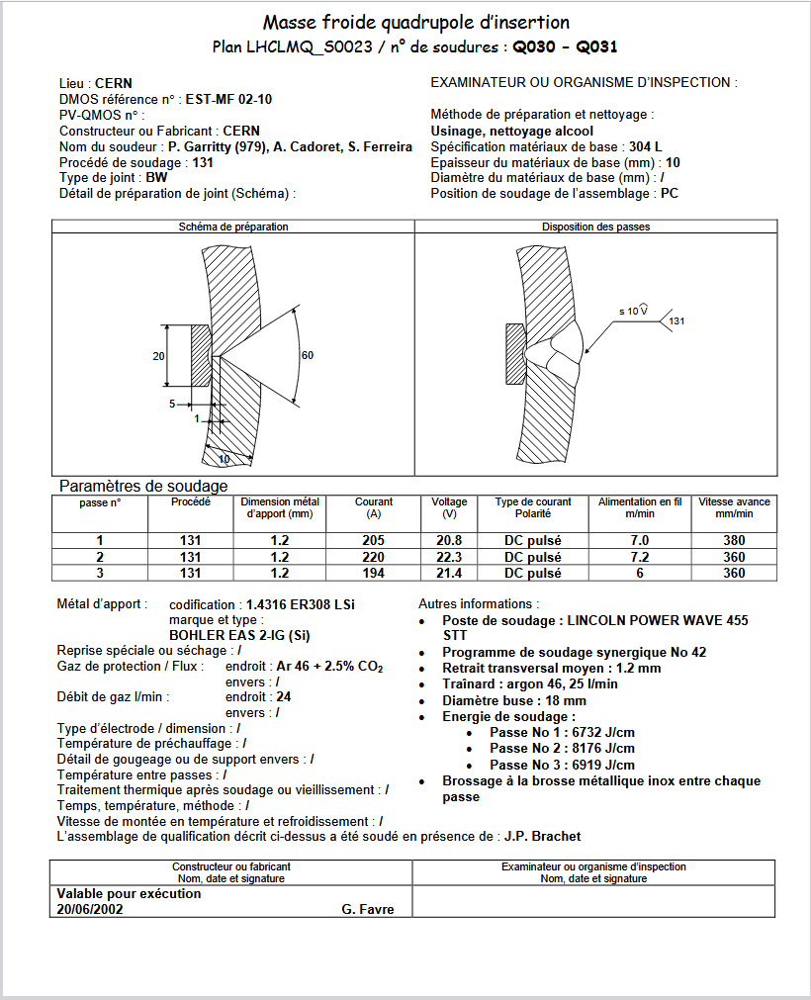 Masse froide quadrupole d'insertion
Plan LHCLMQ_S0023 / n° de soudures : Q030 – Q031
Lieu : CERN
DMOS référence n° : EST-MF 02-10
PV-QMOS n° :
Constructeur ou Fabricant : CERN
Nom du soudeur : P. Garritty (979), A. Cadoret, S. Ferreira
Procédé de soudage : 131
Type de joint : BW
Détail de préparation de joint (Schéma) :
EXAMINATEUR OU ORGANISME D'INSPECTION :
Méthode de préparation et nettoyage :
Usinage, nettoyage alcool
Spécification matériaux de base : 304 L
Epaisseur du matériaux de base (mm) : 10
Diamètre du matériaux de base (mm) : /
Position de soudage de l'assemblage : PC
Schéma de préparation
Disposition des passes
20
60
5
1
10
s 10 V
131
Paramètres de soudage
passe n° Procédé Dimension métal d'apport (mm) Courant (A) Voltage (V) Type de courant Polarité Alimentation en fil m/min Vitesse avance mm/min
1 131 1.2 205 20.8 DC pulsé 7.0 380
2 131 1.2 220 22.3 DC pulsé 7.2 360
3 131 1.2 194 21.4 DC pulsé 6 360
Métal d'apport : codification : 1.4316 ER308 LSi
marque et type :
BOHLER EAS 2-IG (Si)
Reprise spéciale ou séchage : /
Gaz de protection / Flux : endroit : Ar 46 + 2.5% CO2
envers : /
Débit de gaz l/min : endroit : 24
envers : /
Type d'électrode / dimension : /
Température de préchauffage : /
Détail de gougeage ou de support envers : /
Température entre passes : /
Traitement thermique après soudage ou vieillissement : /
Temps, température, méthode : /
Vitesse de montée en température et refroidissement : /
L'assemblage de qualification décrit ci-dessus a été soudé en présence de : J.P. Brachet
Autres informations :
• Poste de soudage : LINCOLN POWER WAVE 455
STT
• Programme de soudage synergique No 42
• Retrait transversal moyen : 1.2 mm
• Traînard : argon 46, 25 l/min
• Diamètre buse : 18 mm
• Energie de soudage :
• Passe No 1 : 6732 J/cm
• Passe No 2 : 8176 J/cm
• Passe No 3 : 6919 J/cm
• Brossage à la brosse métallique inox entre chaque
passe
Constructeur ou fabricant
Nom, date et signature
Examinateur ou organisme d'inspection
Nom, date et signature
Valable pour exécution
20/06/2002 G. Favre